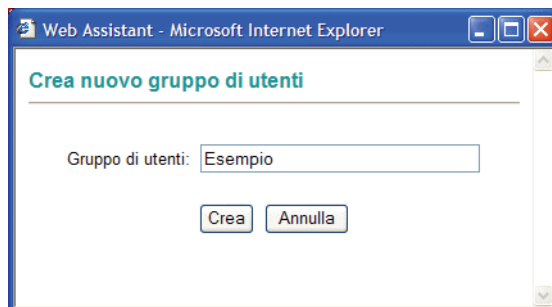 Web Assistant - Microsoft Internet Explorer
Crea nuovo gruppo di utenti
Gruppo di utenti: Esempio
Crea Annulla